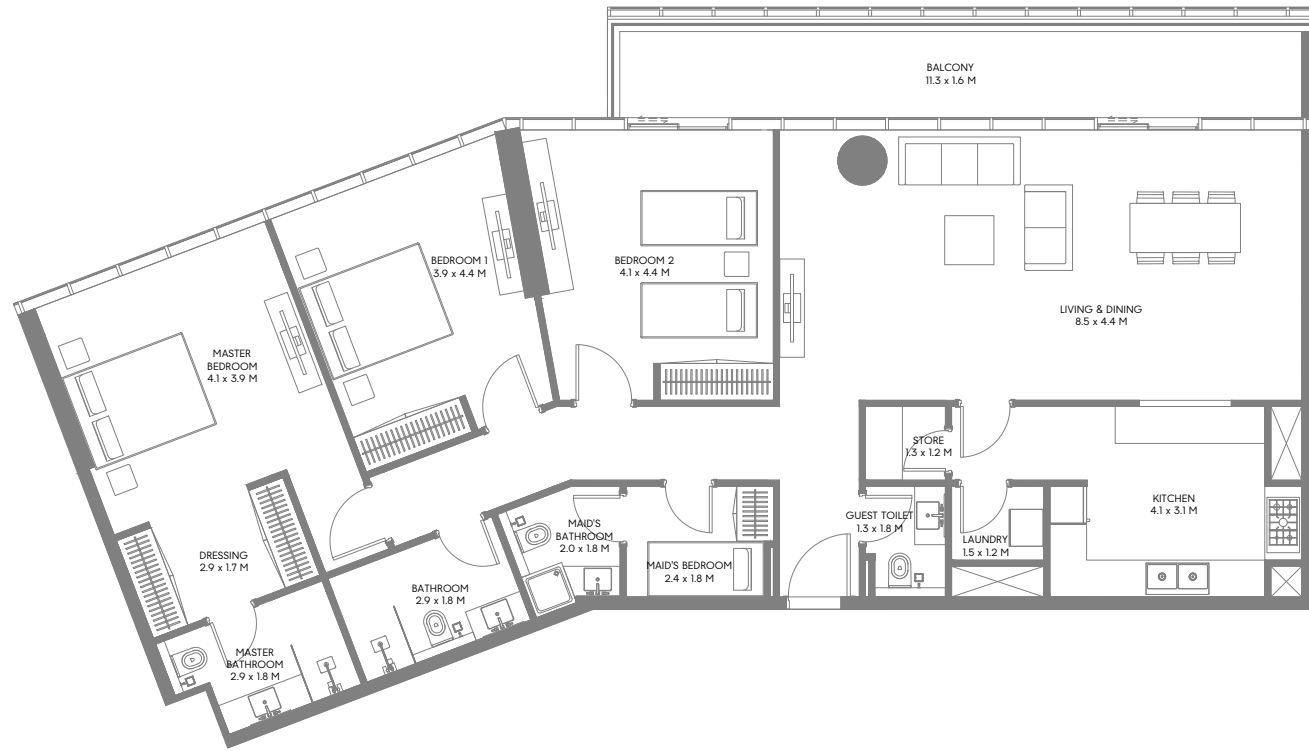 BALCONY
11.3 x 1.6 M
BEDROOM 1
3.9 x 4.4 M
BEDROOM 2
4.1 x 4.4 M
LIVING & DINING
8.5 x 4.4 M
MASTER
BEDROOM
4.1 x 3.9 M
STORE
1.3 x 1.2 M
KITCHEN
4.1 x 3.1 M
GUEST TOILET
1.3 x 1.8 M
MAID'S
BATHROOM
2.0 x 1.8 M
LAUNDRY
1.5 x 1.2 M
DRESSING
2.9 x 1.7 M
MAID'S BEDROOM
2.4 x 1.8 M
BATHROOM
2.9 x 1.8 M
MASTER
BATHROOM
2.9 x 1.8 M